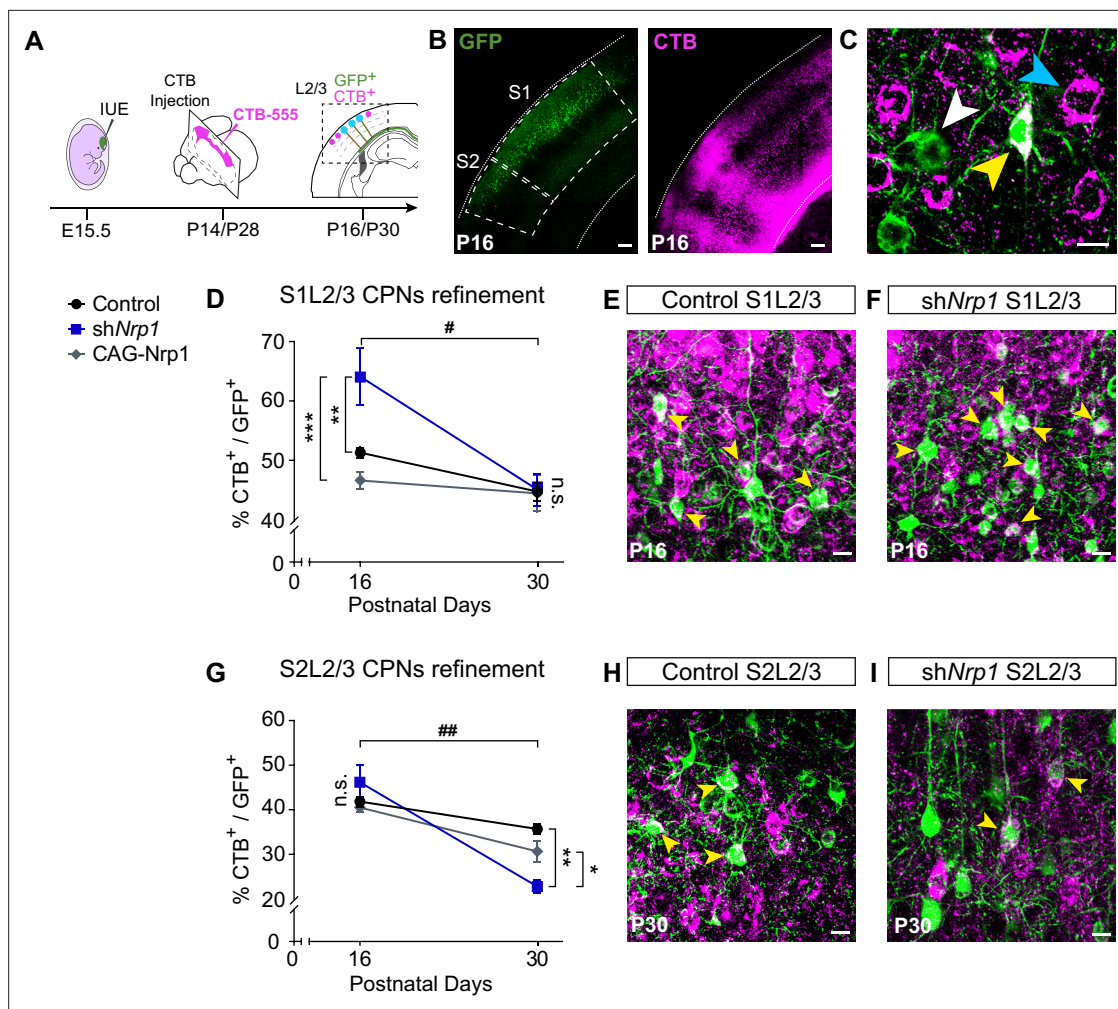 A
IUE
CTB
Injection
CTB-555
L2/3
GFP+
CTB+
E15.5
P14/P28
P16/P30
B
GFP
S1
S2
P16
CTB
P16
C
Control
shNrp1
CAG-Nrp1
D
S1L2/3 CPNs refinement
% CTB+ / GFP+
70
60
50
40
0
#
***
**
n.s.
0
16
30
Postnatal Days
E
Control S1L2/3
P16
F
shNrp1 S1L2/3
P16
G
S2L2/3 CPNs refinement
% CTB+ / GFP+
60
50
40
30
20
0
##
n.s.
**
*
0
16
30
Postnatal Days
H
Control S2L2/3
P30
I
shNrp1 S2L2/3
P30